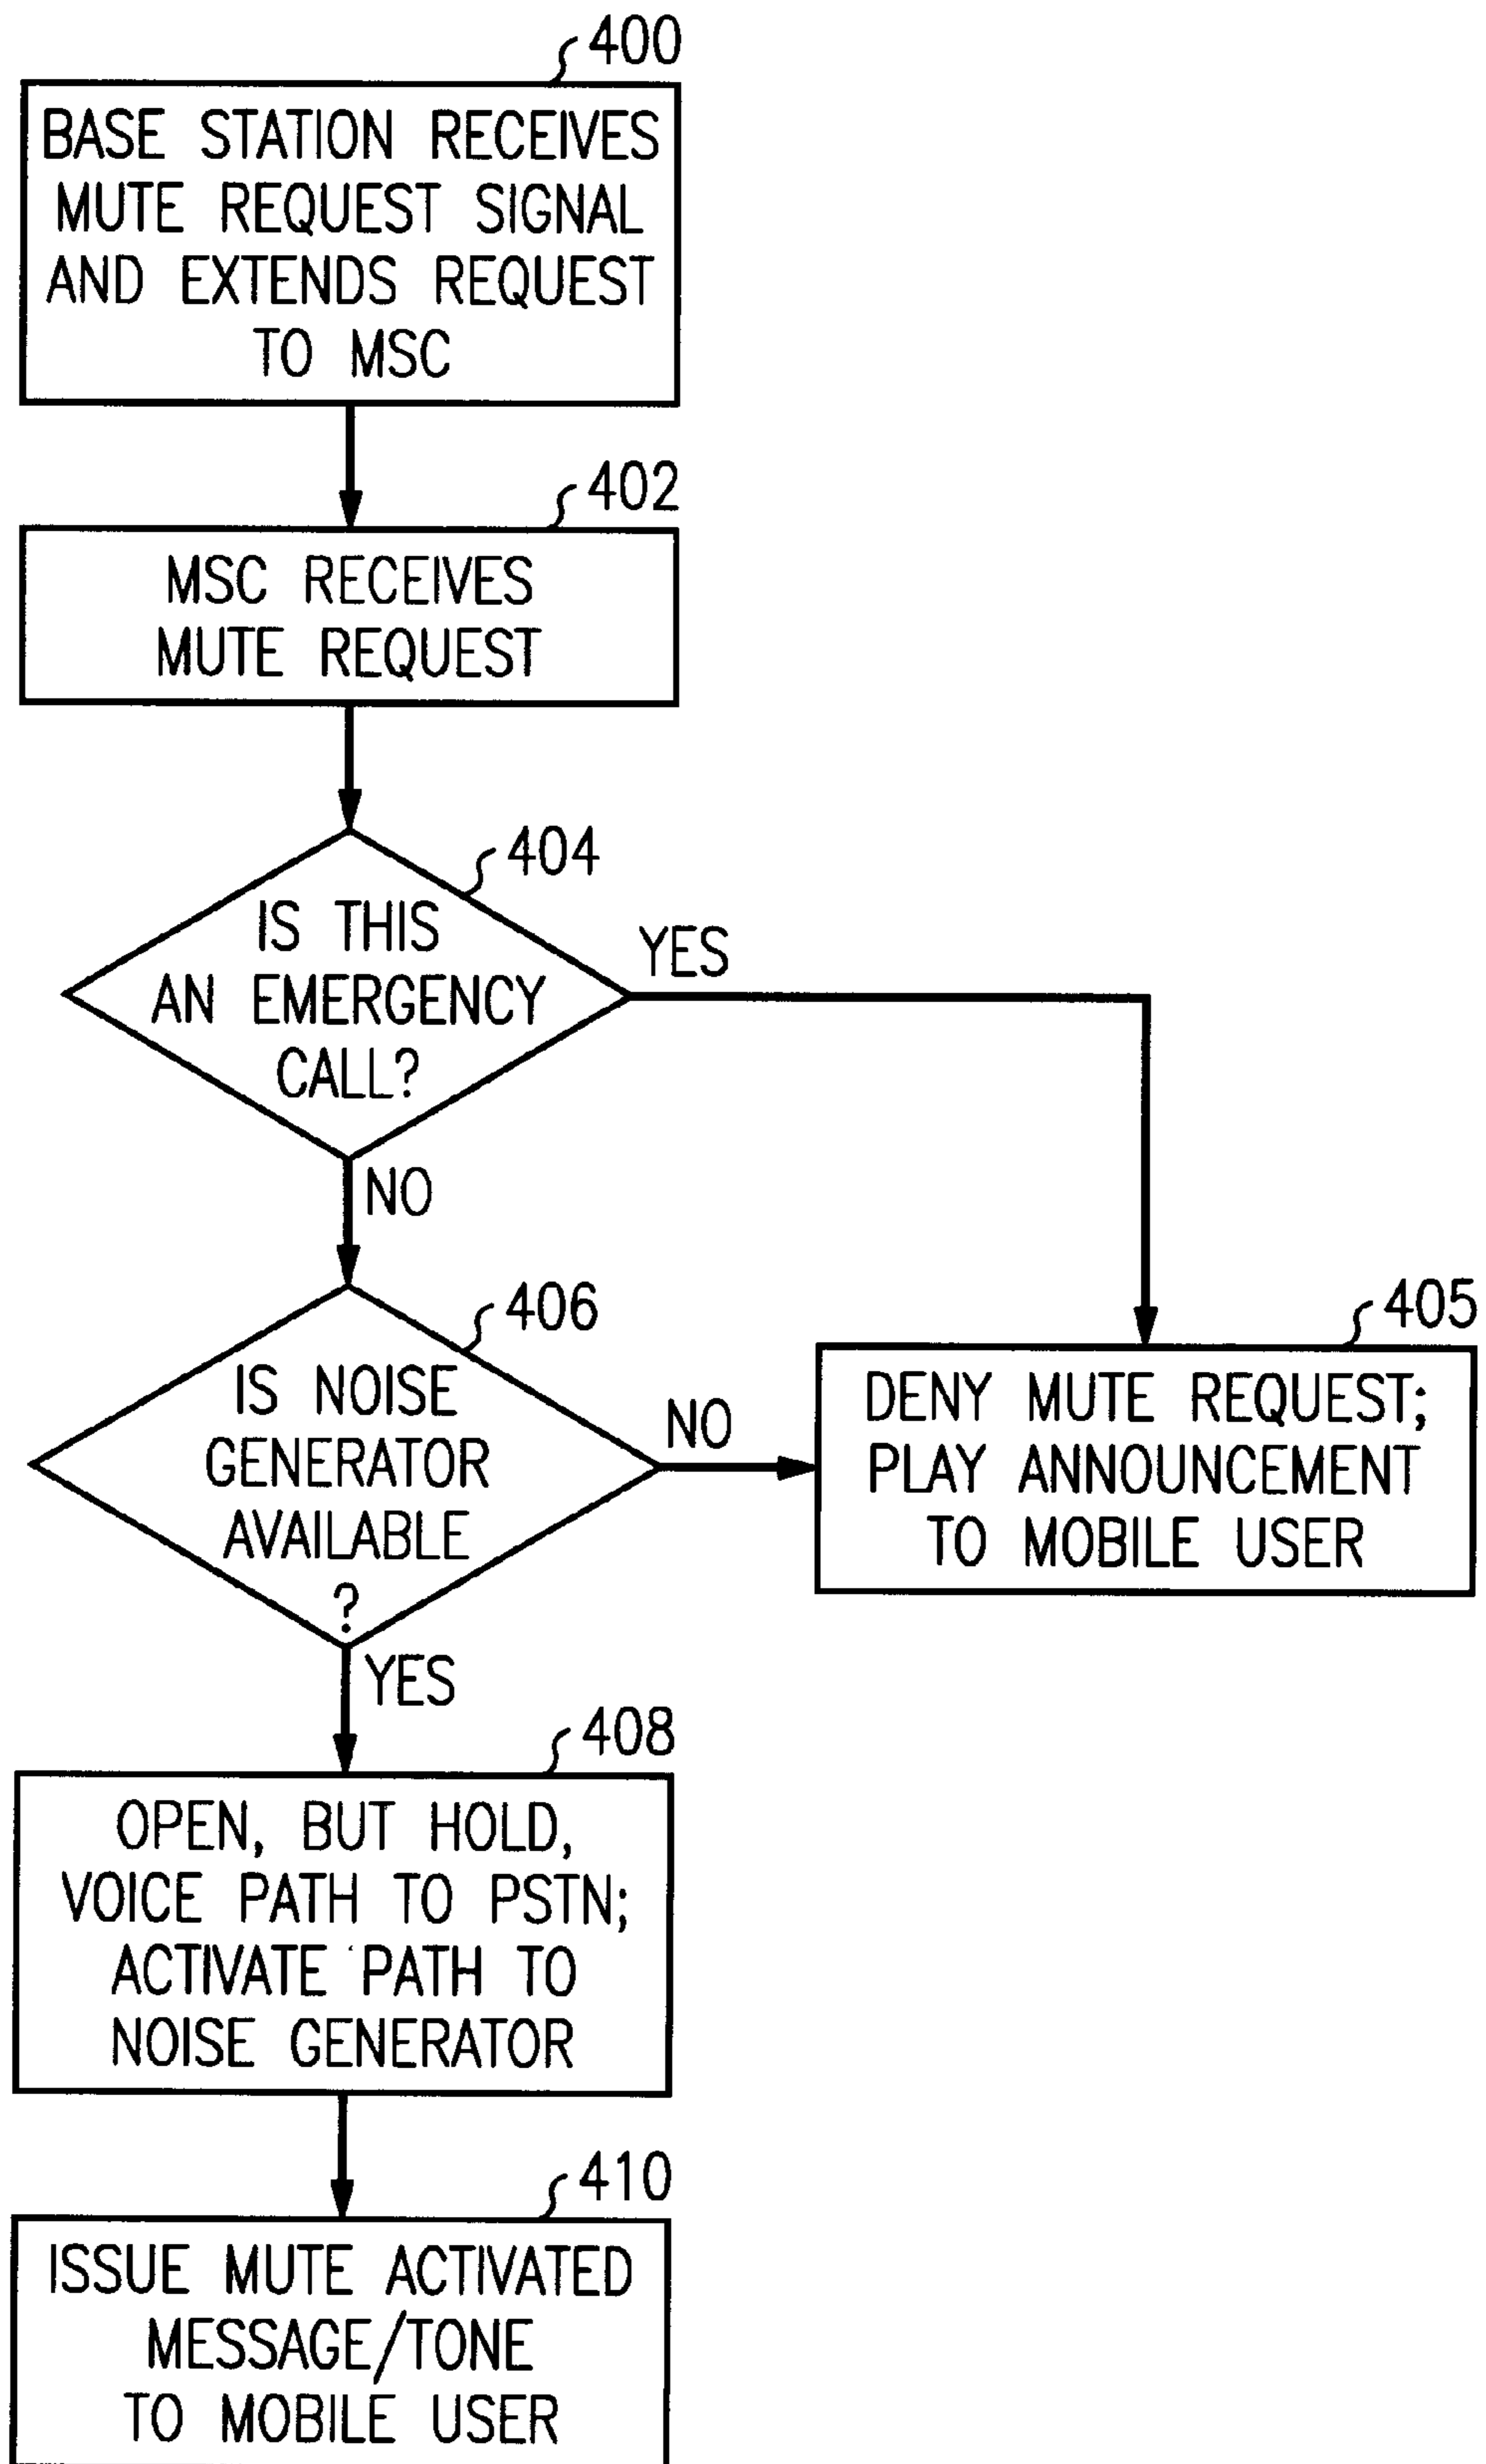 400
BASE STATION RECEIVES
MUTE REQUEST SIGNAL
AND EXTENDS REQUEST
TO MSC
402
MSC RECEIVES
MUTE REQUEST
404
IS THIS
AN EMERGENCY
CALL?
YES
NO
406
IS NOISE
GENERATOR
AVAILABLE
?
NO
YES
405
DENY MUTE REQUEST;
PLAY ANNOUNCEMENT
TO MOBILE USER
408
OPEN, BUT HOLD,
VOICE PATH TO PSTN;
ACTIVATE PATH TO
NOISE GENERATOR
410
ISSUE MUTE ACTIVATED
MESSAGE/TONE
TO MOBILE USER